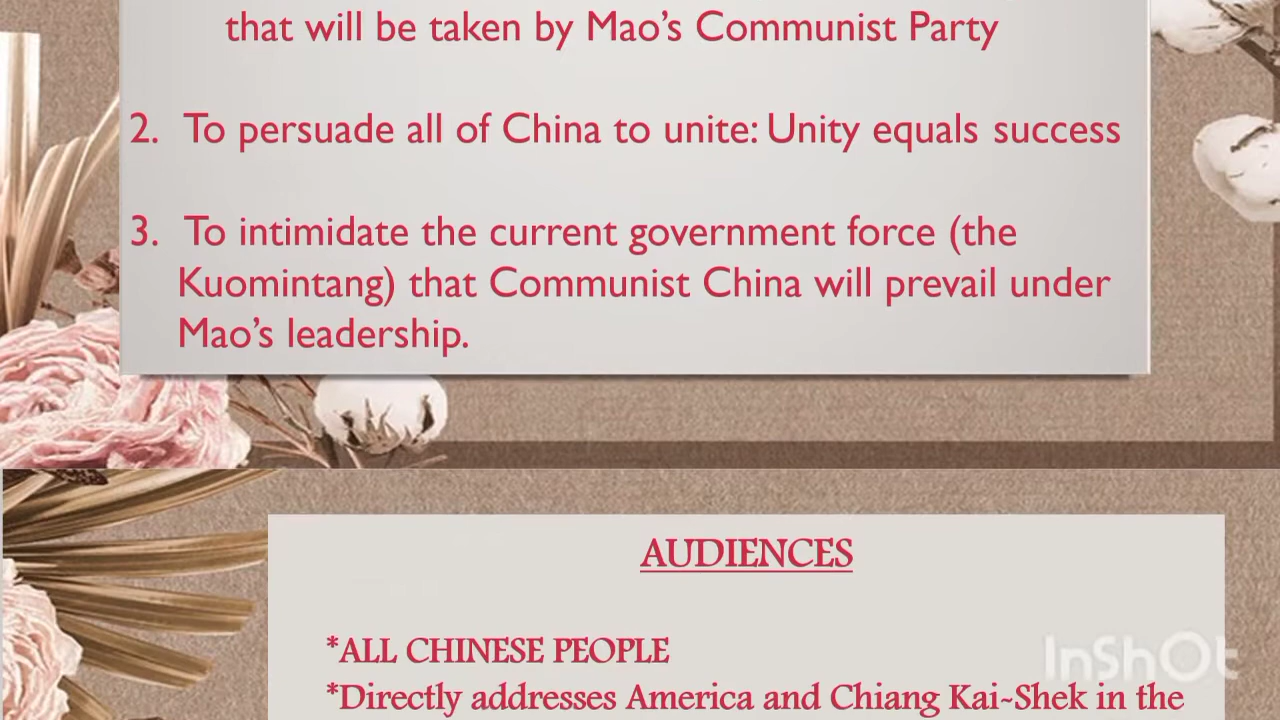 that will be taken by Mao's Communist Party
2. To persuade all of China to unite: Unity equals success
3. To intimidate the current government force (the
Kuomintang) that Communist China will prevail under
Mao's leadership.
AUDIENCES
*ALL CHINESE PEOPLE
*Directly addresses America and Chiang Kai-Shek in the
InShOt